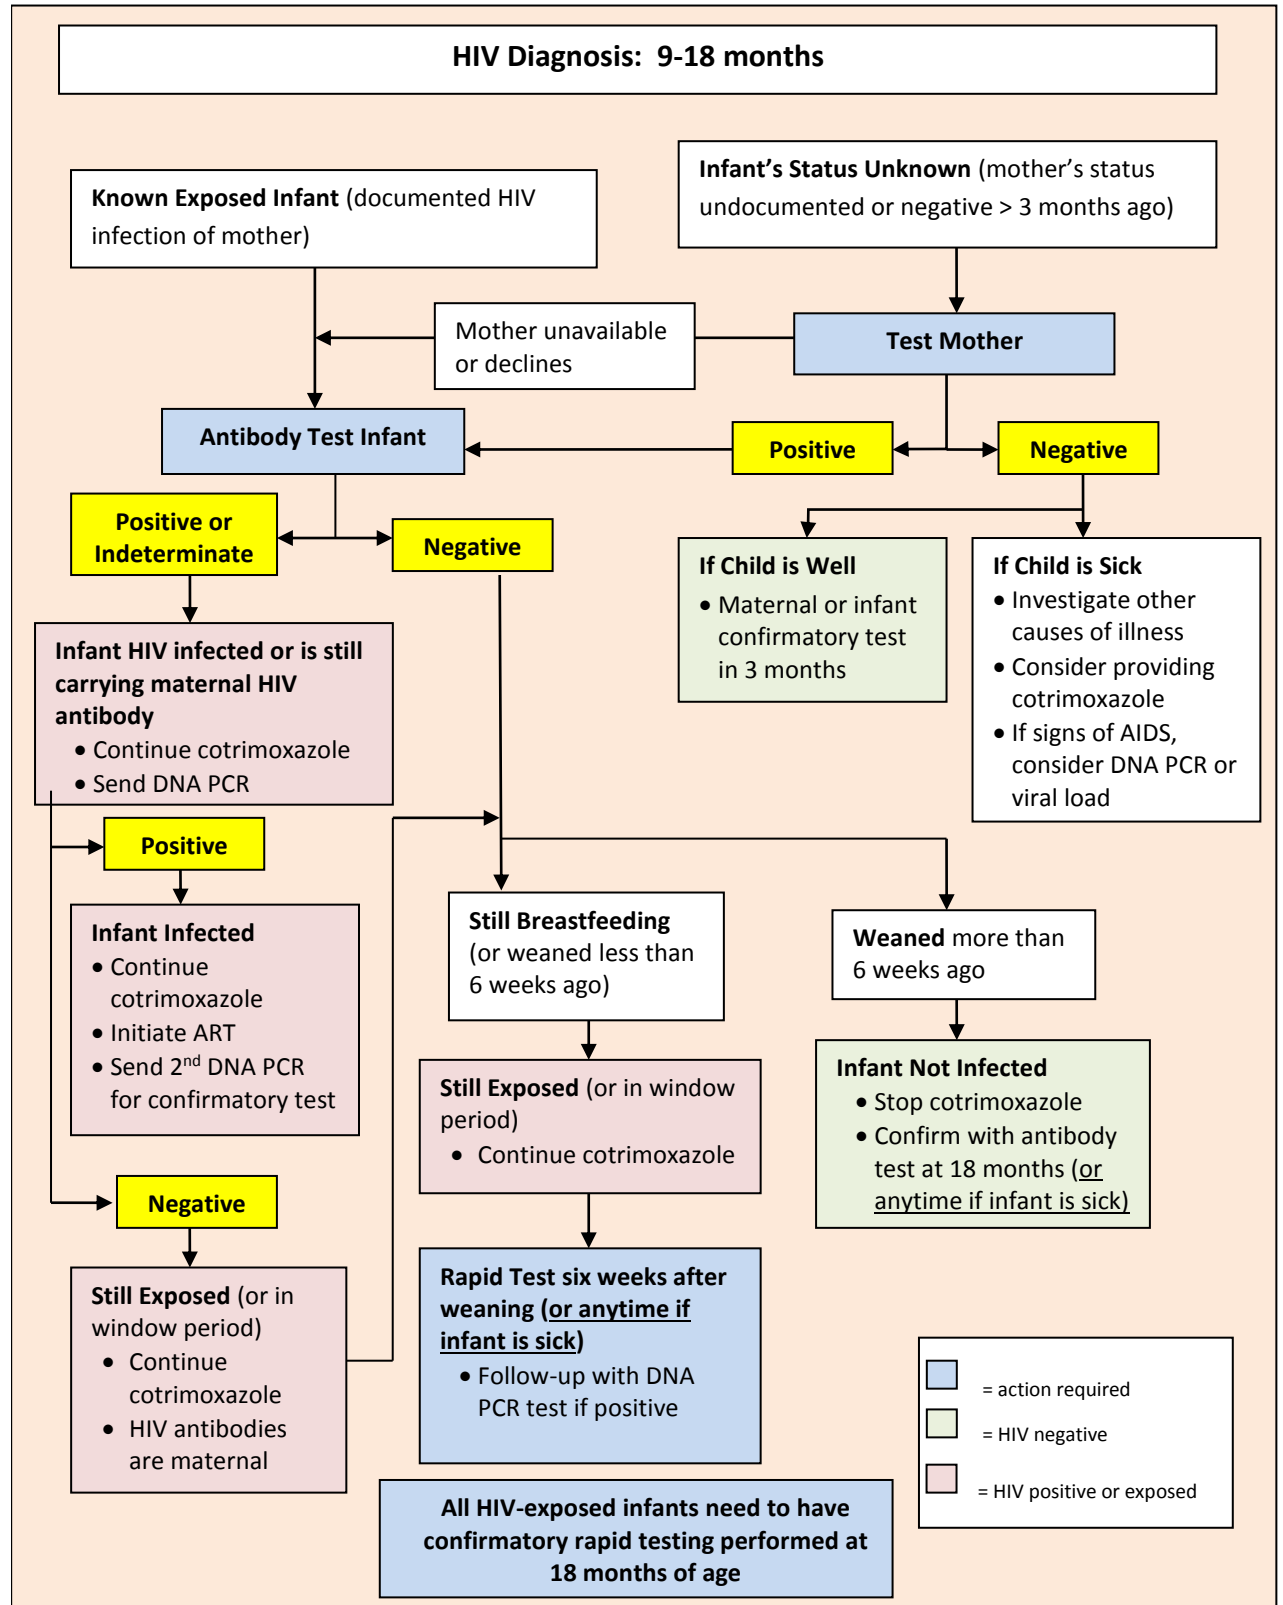 HIV Diagnosis:  9-18 months
Known Exposed Infant (documented HIV
infection of mother)
Infant’s Status Unknown (mother’s status
undocumented or negative > 3 months ago)
Mother unavailable
or declines
Test Mother
Antibody Test Infant
Positive
Negative
Positive or
Indeterminate
Negative
If Child is Well
• Maternal or infant
confirmatory test
in 3 months
If Child is Sick
• Investigate other
causes of illness
• Consider providing
cotrimoxazole
• If signs of AIDS,
consider DNA PCR or
viral load
Infant HIV infected or is still
carrying maternal HIV
antibody
• Continue cotrimoxazole
• Send DNA PCR
Positive
Infant Infected
• Continue
cotrimoxazole
• Initiate ART
• Send 2nd DNA PCR
for confirmatory test
Still Breastfeeding
(or weaned less than
6 weeks ago)
Weaned more than
6 weeks ago
Still Exposed (or in window
period)
• Continue cotrimoxazole
Infant Not Infected
• Stop cotrimoxazole
• Confirm with antibody
test at 18 months (or
anytime if infant is sick)
Negative
Still Exposed (or in
window period)
• Continue
cotrimoxazole
• HIV antibodies
are maternal
Rapid Test six weeks after
weaning (or anytime if
infant is sick)
• Follow-up with DNA
PCR test if positive
= action required
= HIV negative
= HIV positive or exposed
All HIV-exposed infants need to have
confirmatory rapid testing performed at
18 months of age